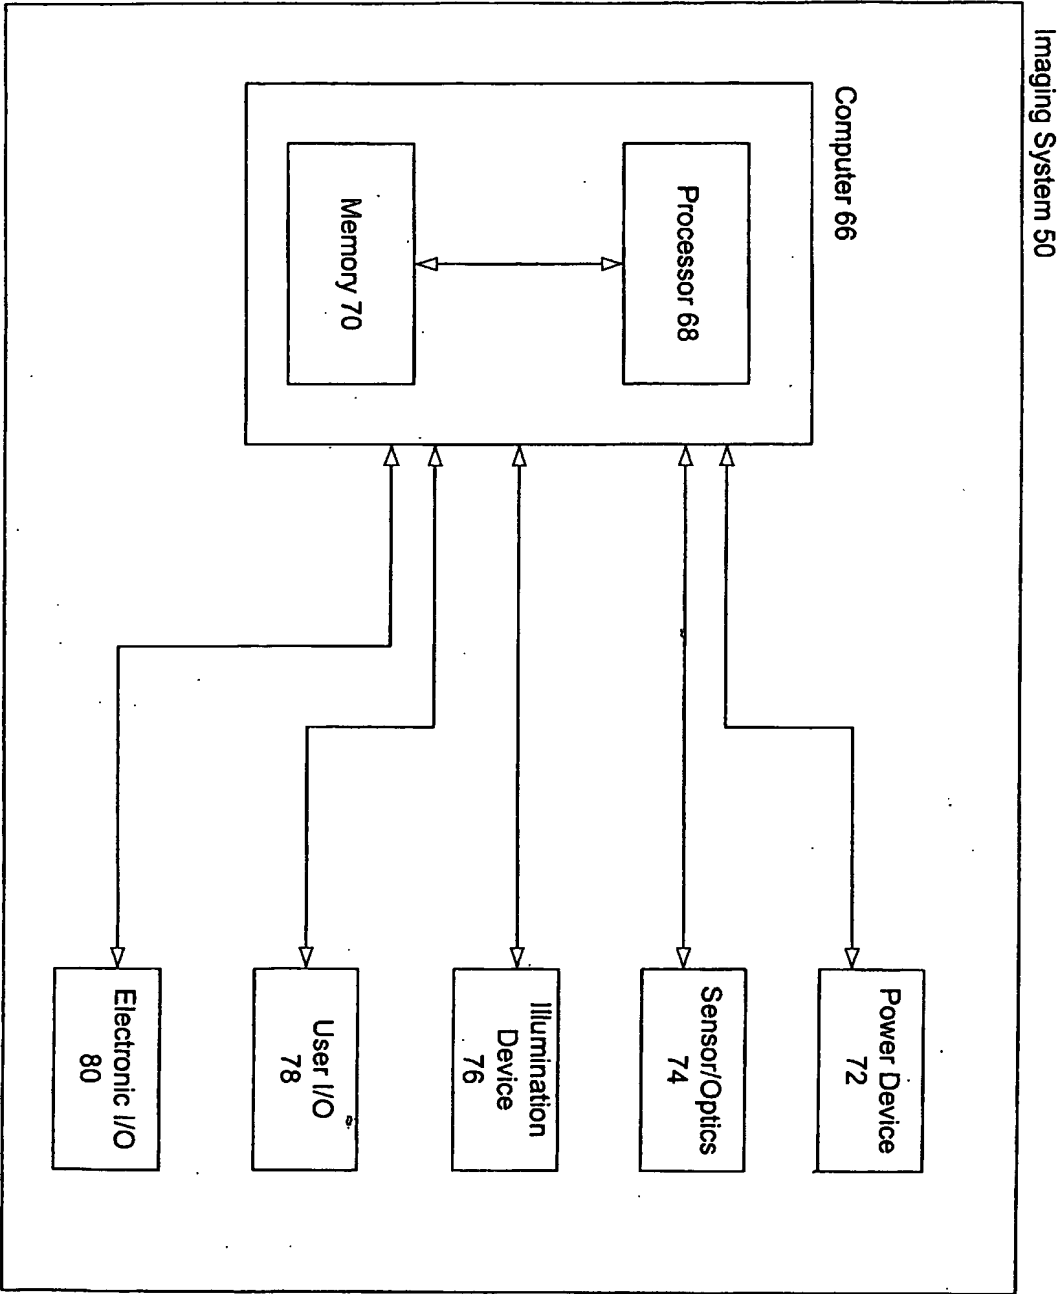 Imaging System 50
Computer 66
Processor 68
Memory 70
Power Device
72
Sensor/Optics
74
Illumination
Device
76
User I/O
78
Electronic I/O
80